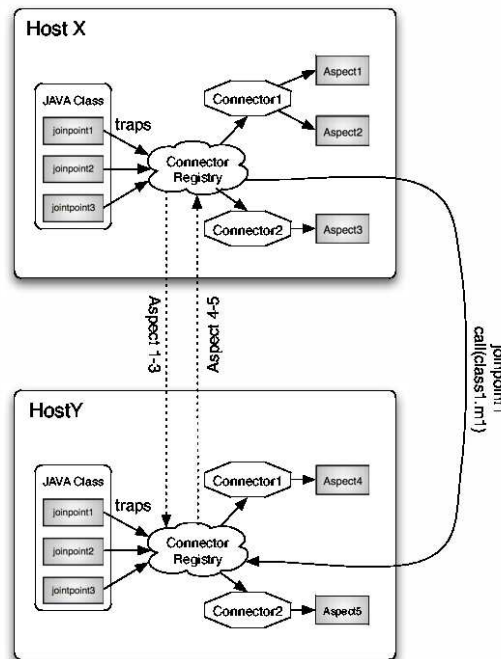 Host X
JAVA Class
joinpoint1
joinpoint2
jointpoint3
traps
Connector
Registry
Connector1
Connector2
Aspect1
Aspect2
Aspect3
Aspect 1-3
Aspect 4-5
joinpoint1
call(class1.m1)
HostY
JAVA Class
joinpoint1
joinpoint2
joinpoint3
traps
Connector
Registry
Connector1
Connector2
Aspect4
Aspect5